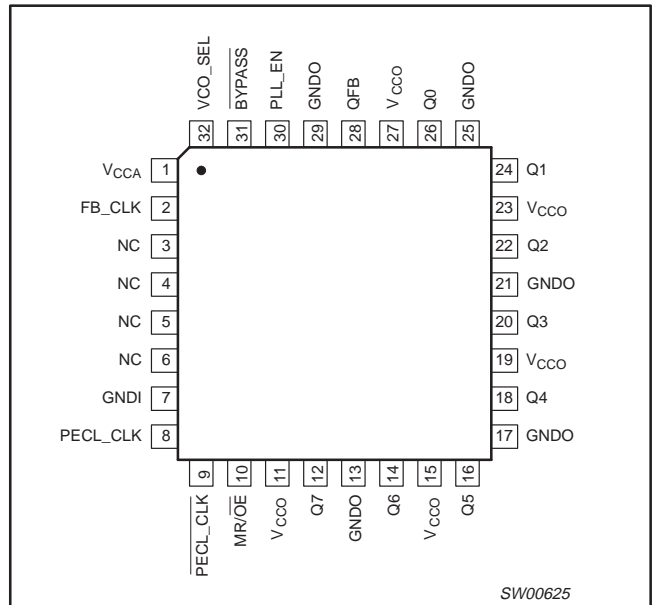 VCO_SEL
BYPASS
PLL_EN
GNDO
QFB
VCCO
Q0
GNDO
32 31 30 29 28 27 26 25
VCCA 1 24 Q1
FB_CLK 2 23 VCCO
NC 3 22 Q2
NC 4 21 GNDO
NC 5 20 Q3
NC 6 19 VCCO
GNDI 7 18 Q4
PECL_CLK 8 17 GNDO
9 10 11 12 13 14 15 16
PECL_CLK
MR/OE
VCCO
Q7
GNDO
Q6
VCCO
Q5
SW00625